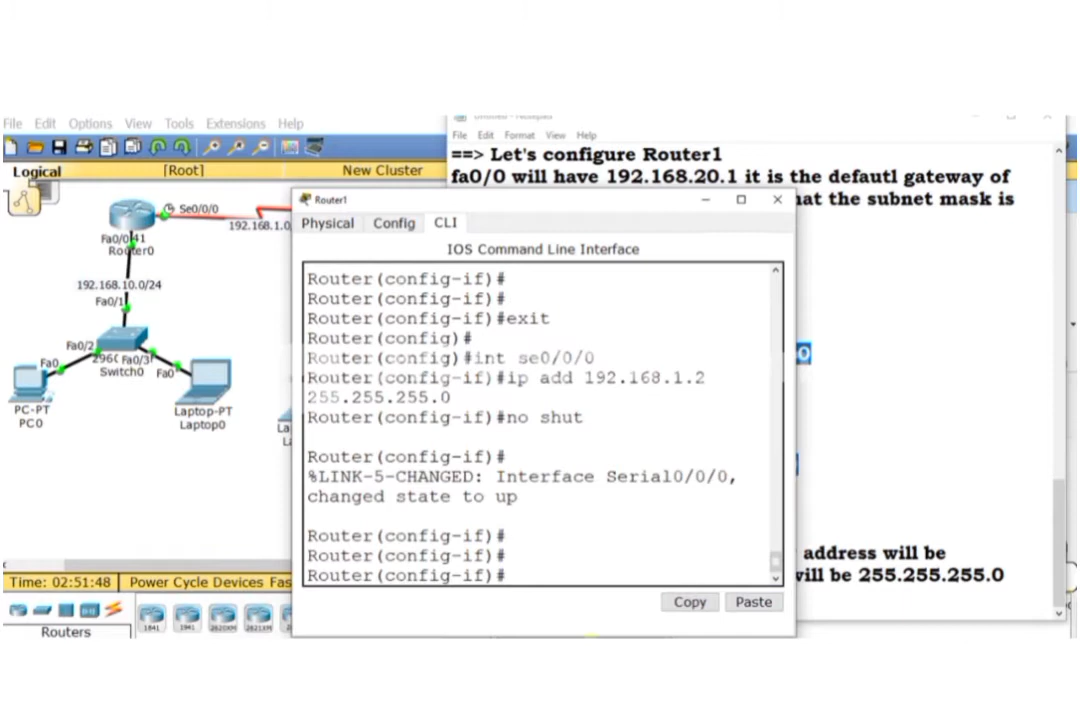 File Edit Options View Tools Extensions Help
Logical
[Root]
New Cluster
Se0/0/0
192.168.1.0
Fa0/0
41
Router0
192.168.10.0/24
Fa0/1
Fa0/2
Fa0
Fa0/3
Switch0
Fa0
PC-PT
PC0
Laptop-PT
Laptop0
Time: 02:51:48
Power Cycle Devices Fas
Routers
1841
1941
2620XM
2621XM
File Edit Format View Help
==> Let's configure Router1
fa0/0 will have 192.168.20.1 it is the defautl gateway of
hat the subnet mask is
0
address will be
will be 255.255.255.0
Router1
Physical Config CLI
IOS Command Line Interface
Router(config-if)#
Router(config-if)#
Router(config-if)#exit
Router(config)#
Router(config)#int se0/0/0
Router(config-if)#ip add 192.168.1.2
255.255.255.0
Router(config-if)#no shut
Router(config-if)#
%LINK-5-CHANGED: Interface Serial0/0/0,
changed state to up
Router(config-if)#
Router(config-if)#
Router(config-if)#
Copy Paste